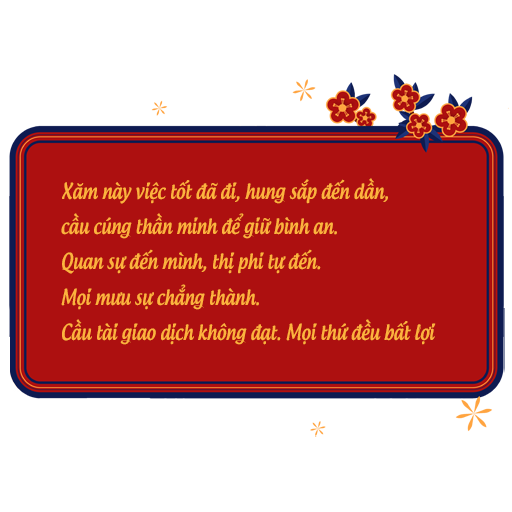 Xăm này việc tốt đã đi, hung sắp đến dần,
cầu cúng thần minh để giữ bình an.
Quan sự đến mình, thị phi tự đến.
Mọi mưu sự chẳng thành.
Cầu tài giao dịch không đạt. Mọi thứ đều bất lợi